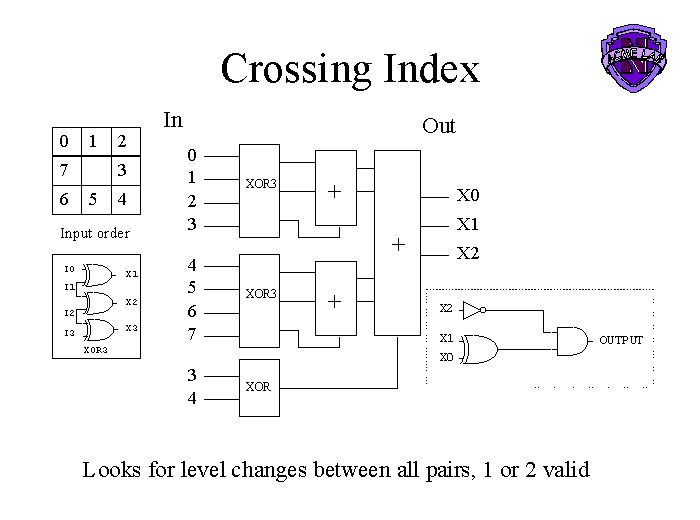 Crossing Index
ACME LAB
N
In
Out
0 1 2
7 3
6 5 4
Input order
I0
I1
I2
I3
X1
X2
X3
XOR3
0
1
2
3
XOR3
+
4
5
6
7
XOR3
+
3
4
XOR
+
X0
X1
X2
X2
X1
X0
OUTPUT
Looks for level changes between all pairs, 1 or 2 valid